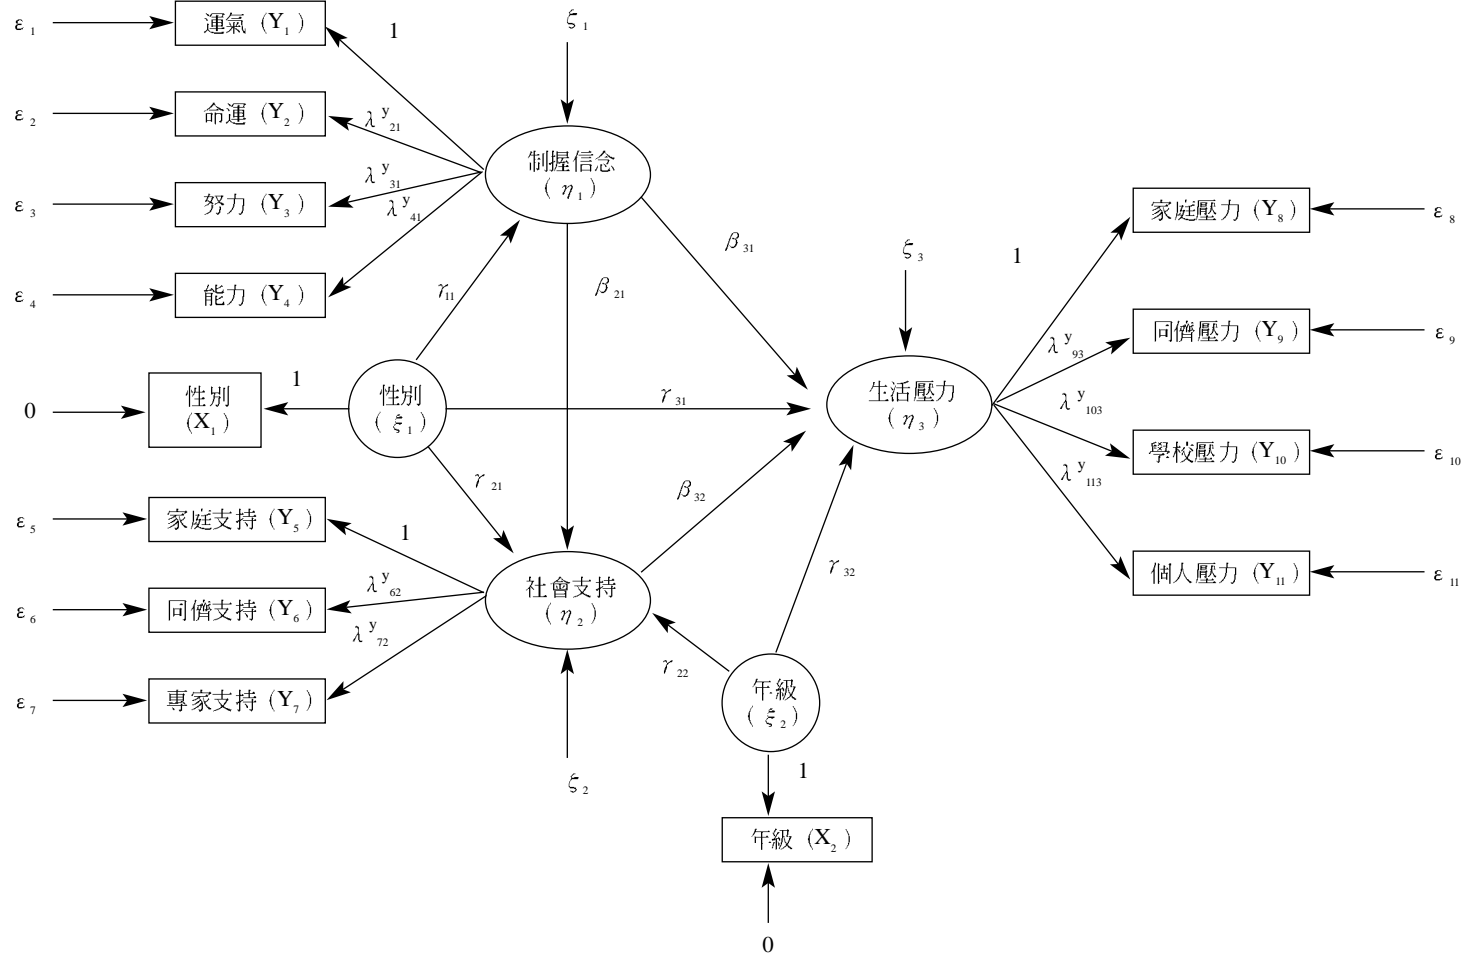 ε1
運氣（Y1）
1
ζ1
ε2
命運（Y2）
λy21
制握信念
（η1）
λy31
ε3
努力（Y3）
λy41
家庭壓力（Y8）
ε8
β31
ζ3
1
ε4
能力（Y4）
γ11
β21
同儕壓力（Y9）
ε9
λy93
1
性別
（X1）
0
性別
（ξ1）
γ31
生活壓力
（η3）
λy103
學校壓力（Y10）
ε10
λy113
γ21
β32
ε5
家庭支持（Y5）
1
社會支持
（η2）
γ32
個人壓力（Y11）
ε11
λy62
ε6
同儕支持（Y6）
λy72
γ22
年級
（ξ2）
ε7
專家支持（Y7）
ζ2
1
年級（X2）
0